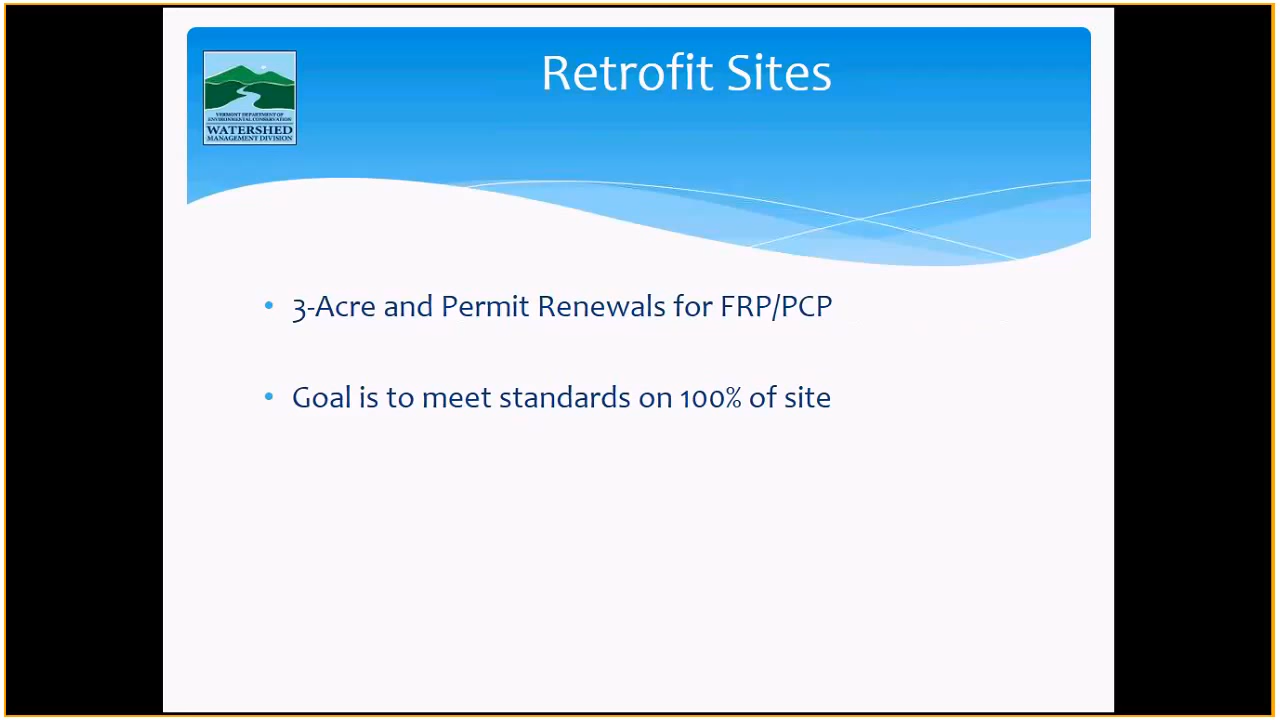 Retrofit Sites
VERMONT DEPARTMENT OF
ENVIRONMENTAL CONSERVATION
WATERSHED
MANAGEMENT DIVISION
• 3-Acre and Permit Renewals for FRP/PCP
• Goal is to meet standards on 100% of site